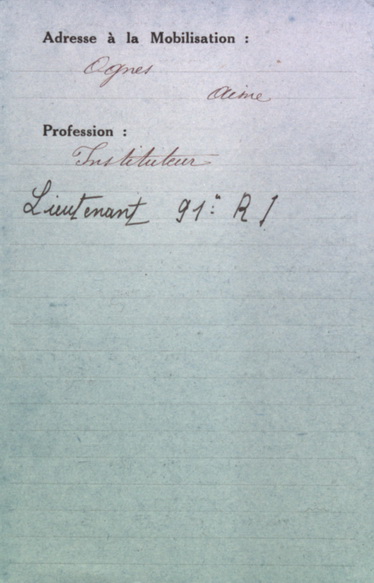 Adresse à la Mobilisation :
Ognes
Aisne
Profession :
Instituteur
Lieutenant 91e R I